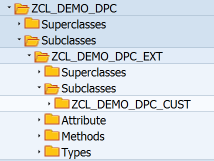 ZCL_DEMO_DPC
Superclasses
Subclasses
ZCL_DEMO_DPC_EXT
Superclasses
Subclasses
ZCL_DEMO_DPC_CUST
Attribute
Methods
Types